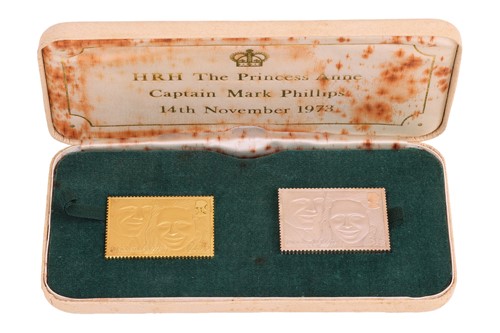 HRH The Princess Anne
Captain Mark Phillips
14th November 1973